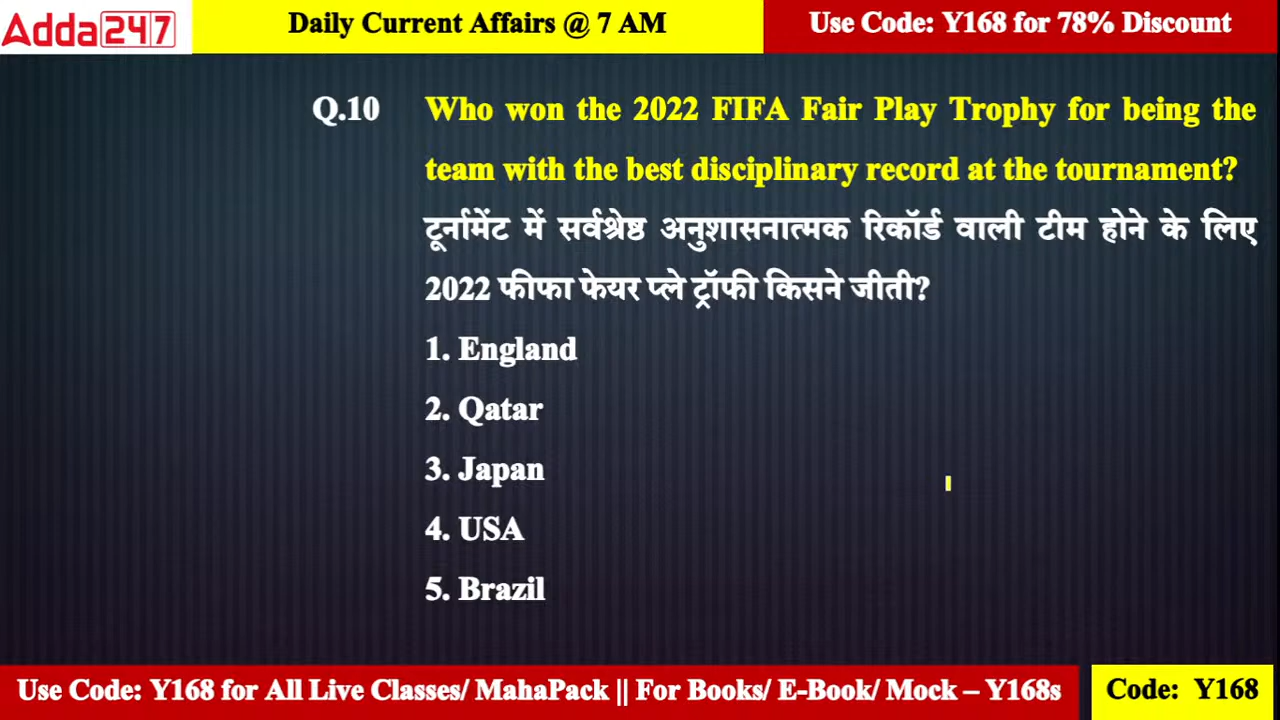 Adda247
Daily Current Affairs @ 7 AM
Use Code: Y168 for 78% Discount
Q.10 Who won the 2022 FIFA Fair Play Trophy for being the
team with the best disciplinary record at the tournament?
टूर्नामेंट में सर्वश्रेष्ठ अनुशासनात्मक रिकॉर्ड वाली टीम होने के लिए
2022 फीफा फेयर प्ले ट्रॉफी किसने जीती?
1. England
2. Qatar
3. Japan
4. USA
5. Brazil
Use Code: Y168 for All Live Classes/ MahaPack || For Books/ E-Book/ Mock – Y168s
Code: Y168